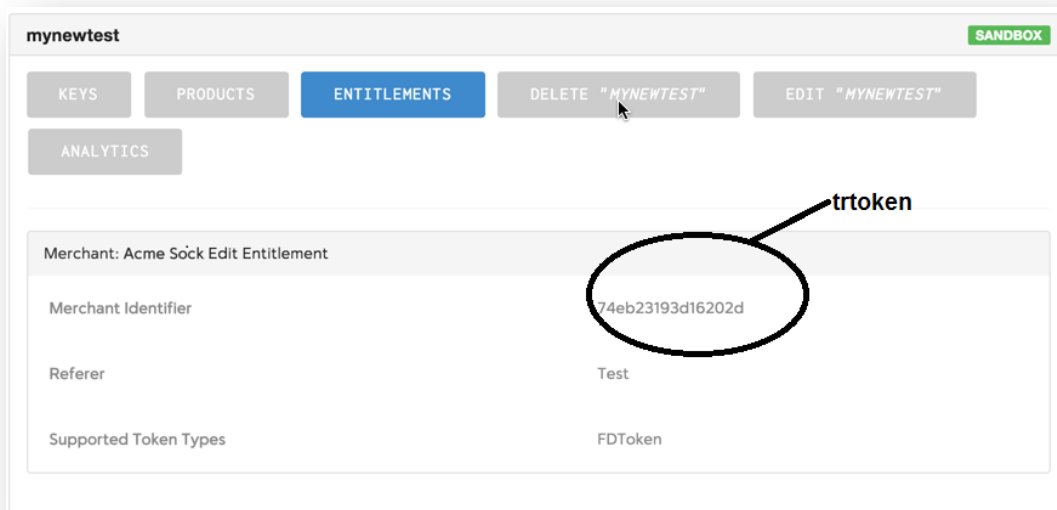 mynewtest
SANDBOX
KEYS
PRODUCTS
ENTITLEMENTS
DELETE "MYNEWTEST"
EDIT "MYNEWTEST"
ANALYTICS
trtoken
Merchant: Acme Sock Edit Entitlement
Merchant Identifier
74eb23193d16202d
Referer
Test
Supported Token Types
FDToken